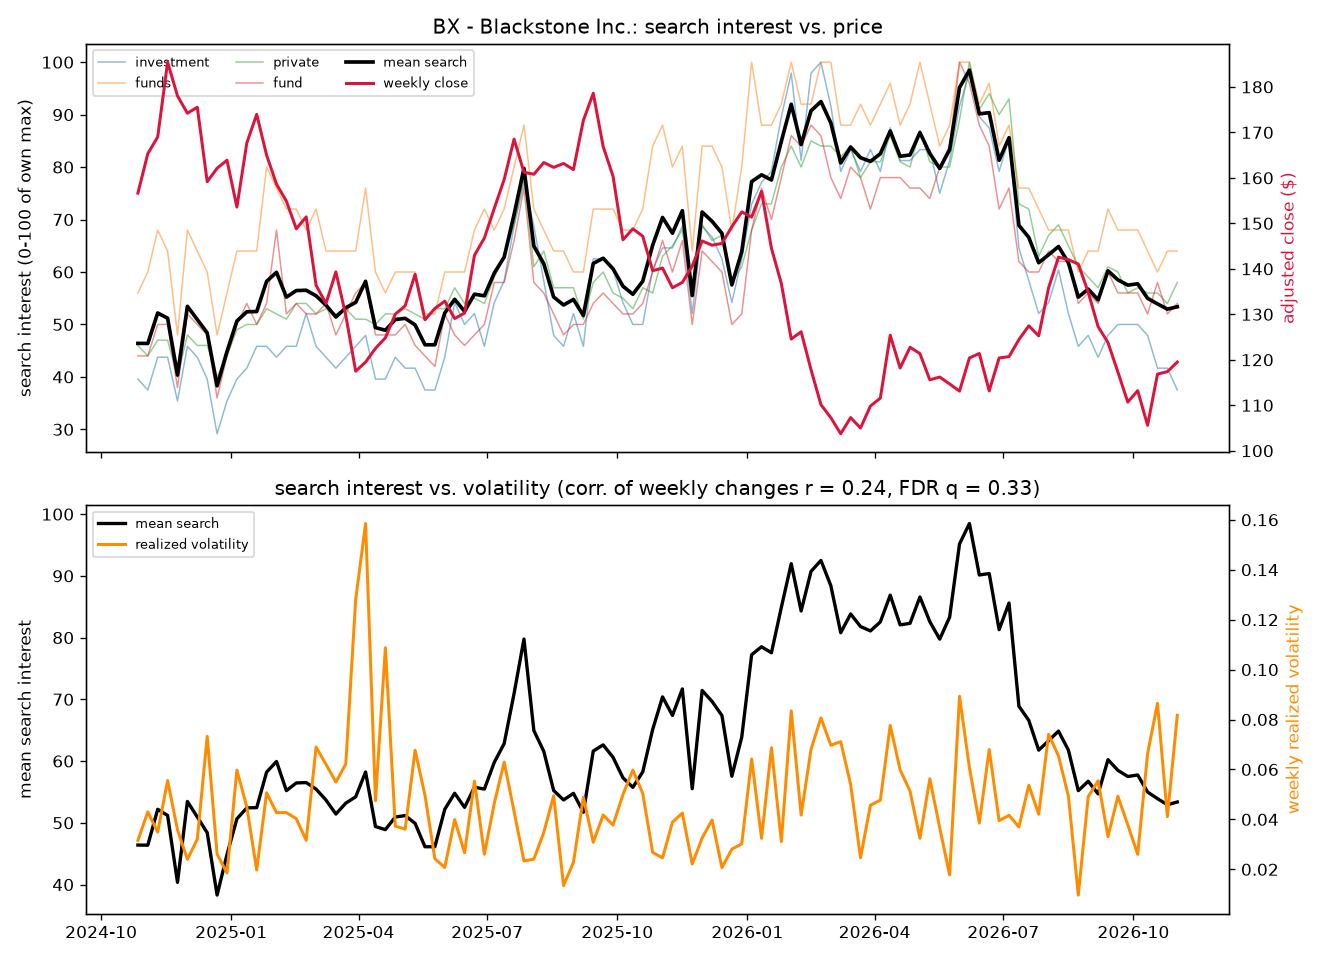 BX - Blackstone Inc.: search interest vs. price
search interest (0-100 of own max)
100
90
80
70
60
50
40
30
investment private mean search
funds fund weekly close
180
170
160
150
140
130
120
110
100
adjusted close ($)
search interest vs. volatility (corr. of weekly changes r = 0.24, FDR q = 0.33)
mean search interest
100
90
80
70
60
50
40
mean search
realized volatility
0.16
0.14
0.12
0.10
0.08
0.06
0.04
0.02
weekly realized volatility
2024-10 2025-01 2025-04 2025-07 2025-10 2026-01 2026-04 2026-07 2026-10